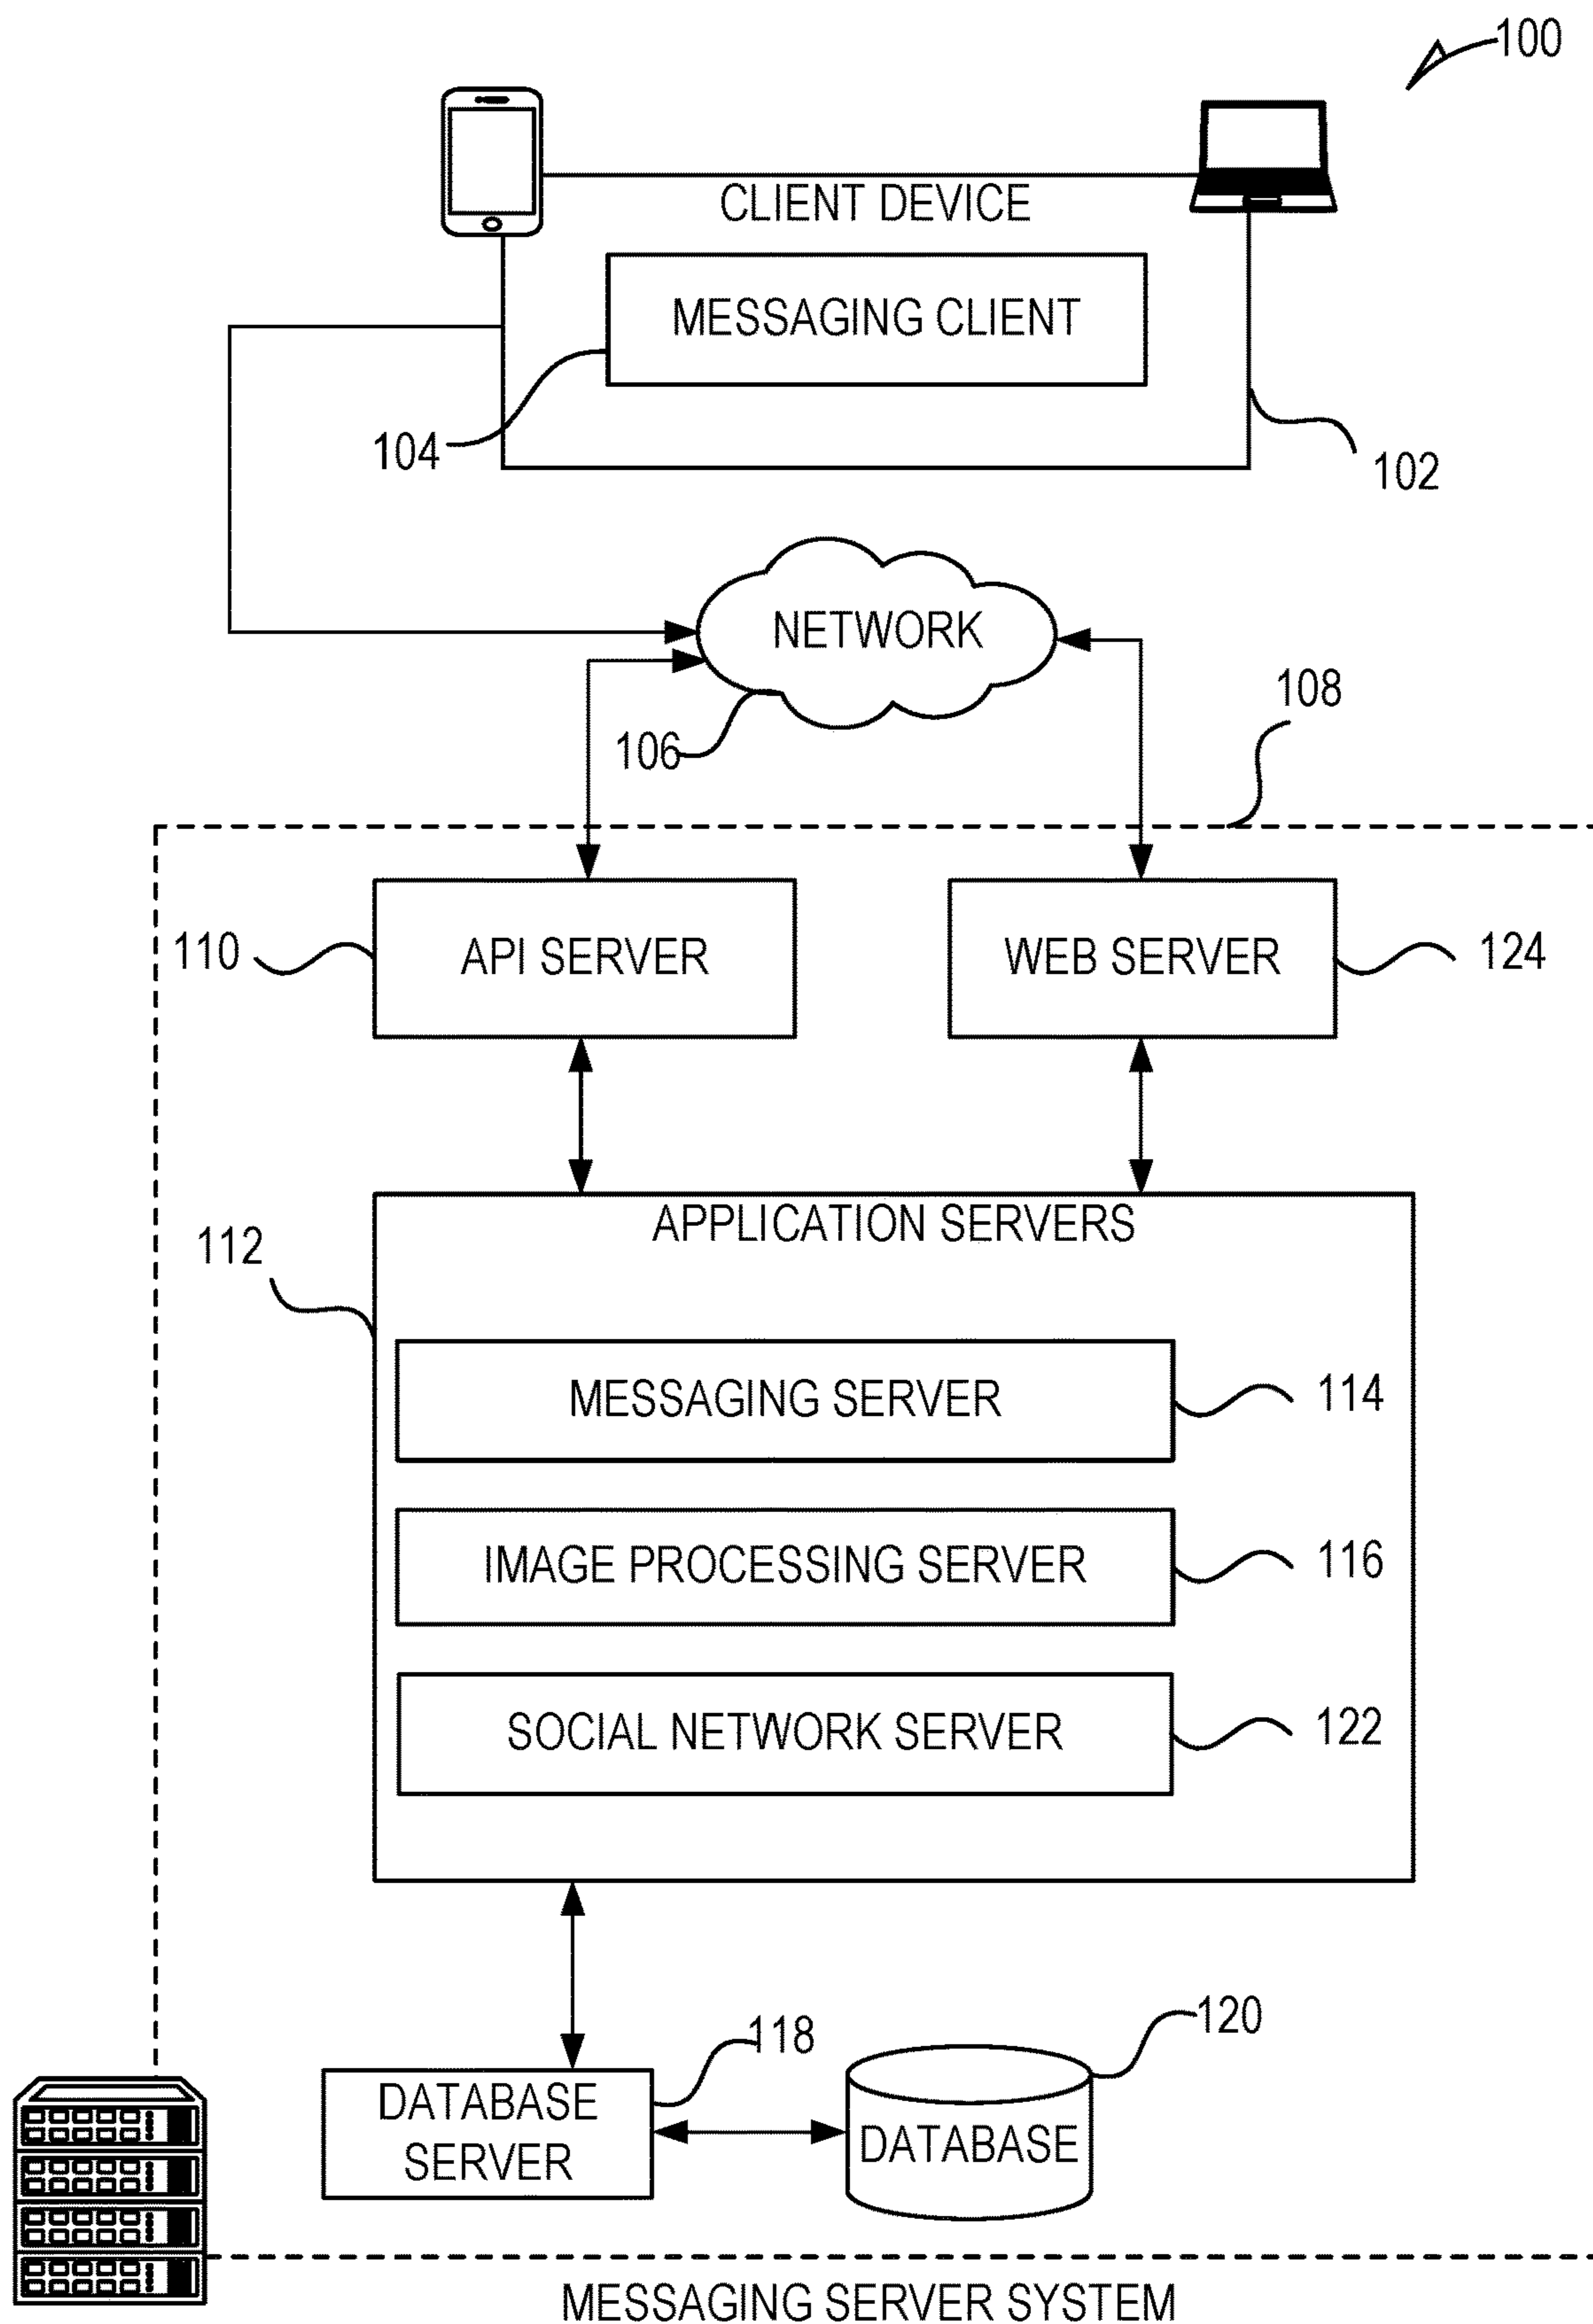 100
CLIENT DEVICE
MESSAGING CLIENT
104
102
NETWORK
106
108
110
API SERVER
WEB SERVER
124
112
APPLICATION SERVERS
MESSAGING SERVER
114
IMAGE PROCESSING SERVER
116
SOCIAL NETWORK SERVER
122
118
120
DATABASE
SERVER
DATABASE
MESSAGING SERVER SYSTEM